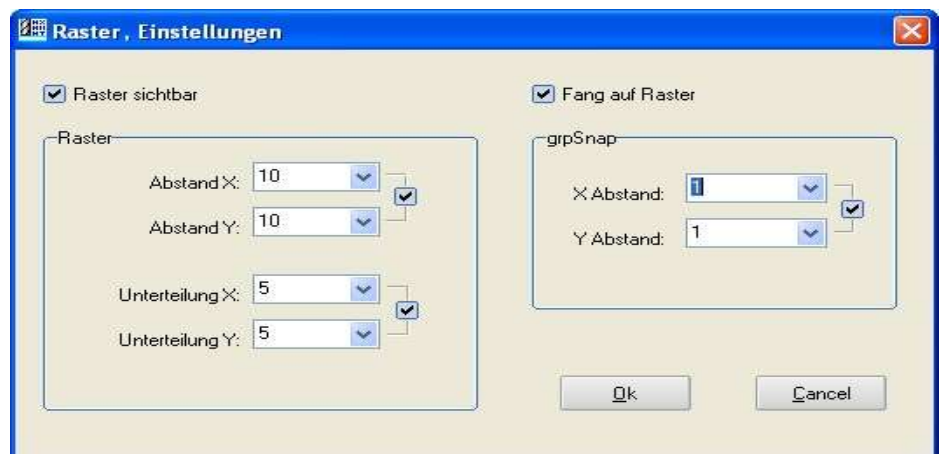 Raster , Einstellungen
Raster sichtbar
Raster
Abstand X: 10
Abstand Y: 10
Unterteilung X: 5
Unterteilung Y: 5
Fang auf Raster
grpSnap
X Abstand: 1
Y Abstand: 1
Ok
Cancel